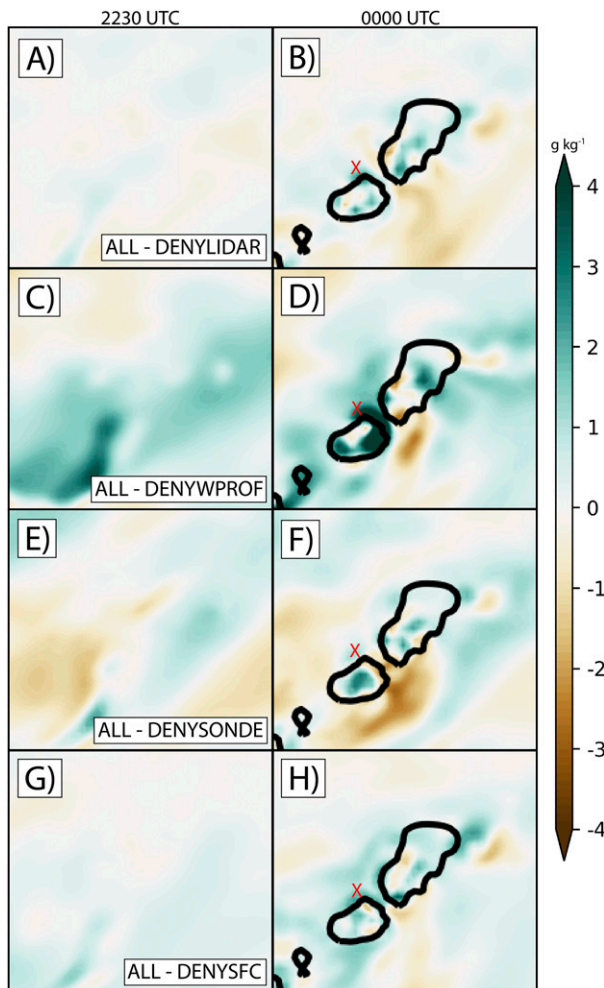 2230 UTC 0000 UTC
A) B)
g kg⁻¹
4
3
ALL - DENYLIDAR
X
C) D)
2
1
X
ALL - DENYWPROF
0
E) F)
-1
X
-2
ALL - DENYSONDE
-3
G) H)
-4
X
ALL - DENYSFC